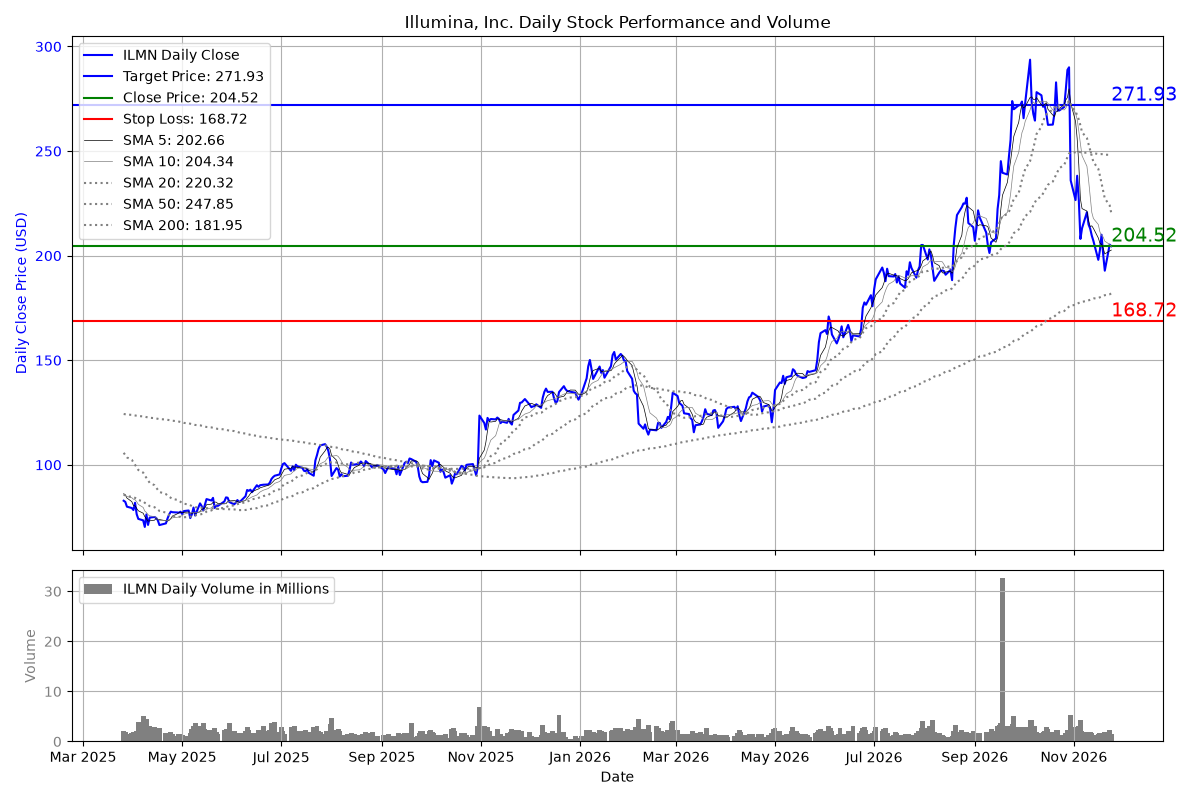 Illumina, Inc. Daily Stock Performance and Volume
300
250
200
150
100
Daily Close Price (USD)
ILMN Daily Close
Target Price: 271.93
Close Price: 204.52
Stop Loss: 168.72
SMA 5: 202.66
SMA 10: 204.34
SMA 20: 220.32
SMA 50: 247.85
SMA 200: 181.95
271.93
204.52
168.72
30
20
10
0
Volume
ILMN Daily Volume in Millions
Mar 2025 May 2025 Jul 2025 Sep 2025 Nov 2025 Jan 2026 Mar 2026 May 2026 Jul 2026 Sep 2026 Nov 2026
Date